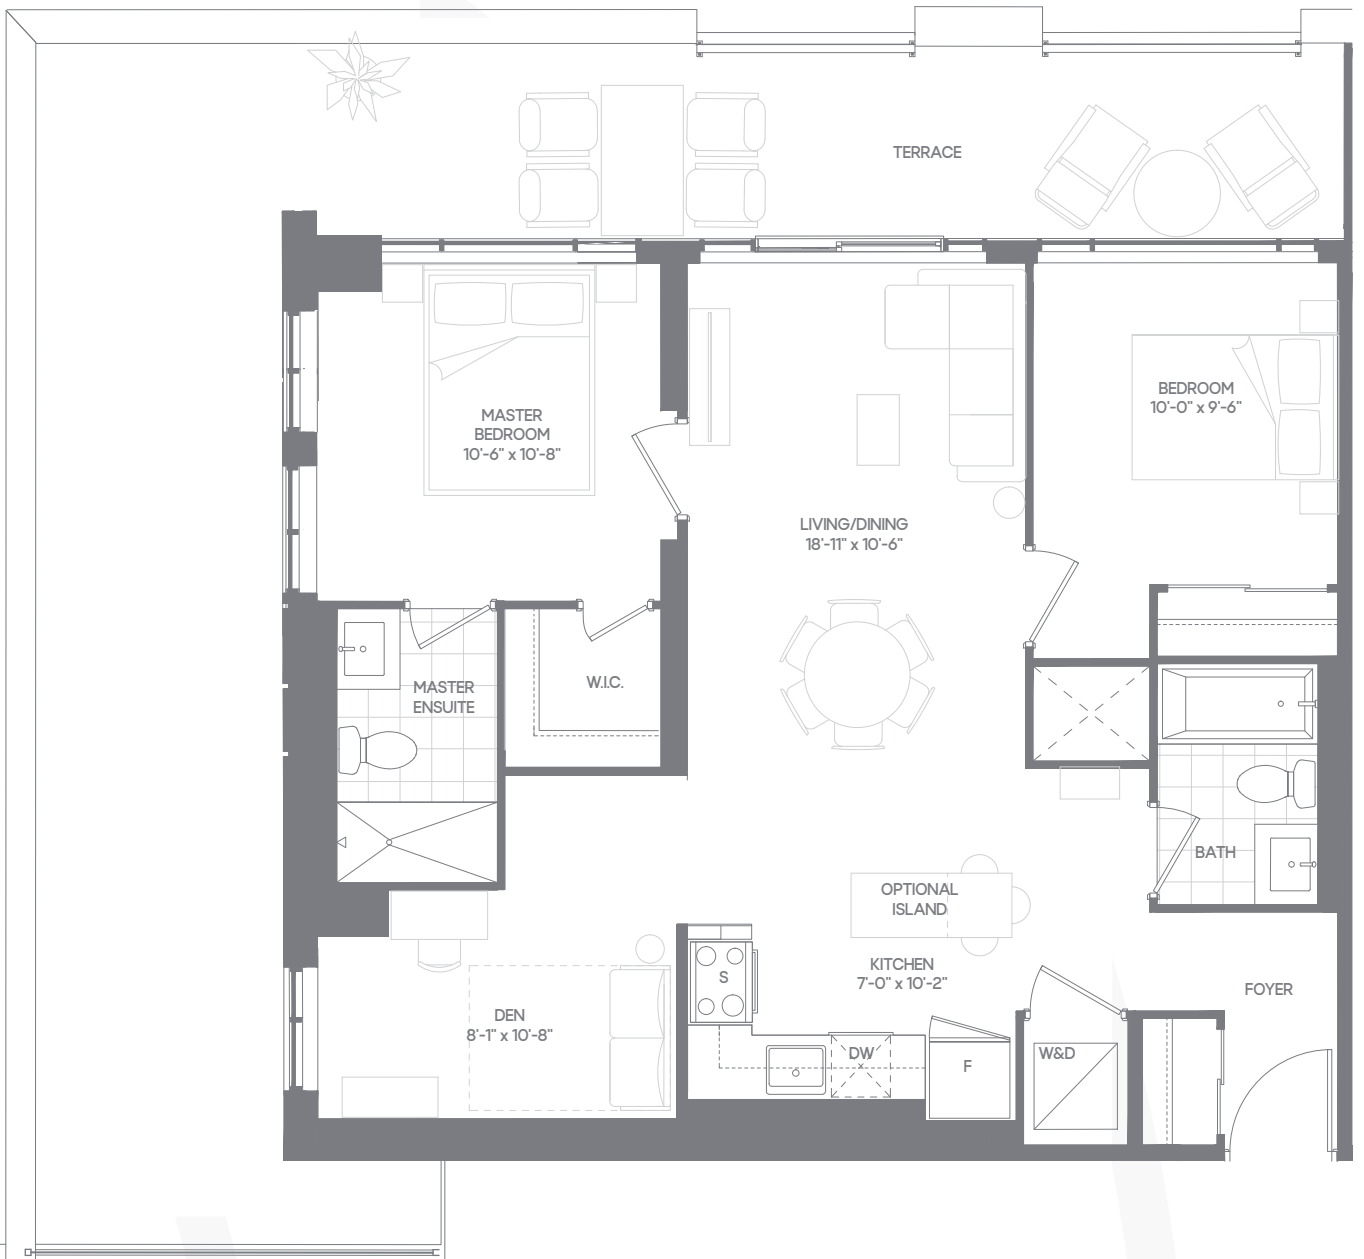 TERRACE
BEDROOM
10'-0" x 9'-6"
MASTER
BEDROOM
10'-6" x 10'-8"
LIVING/DINING
18'-11" x 10'-6"
W.I.C.
MASTER
ENSUITE
BATH
OPTIONAL
ISLAND
KITCHEN
7'-0" x 10'-2"
S
FOYER
DEN
8'-1" x 10'-8"
DW
F
W&D